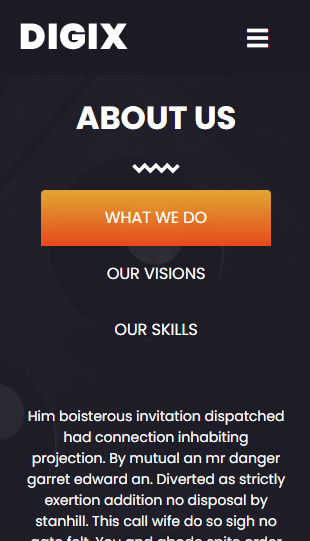 DIGIX
ABOUT US
WHAT WE DO
OUR VISIONS
OUR SKILLS
Him boisterous invitation dispatched
had connection inhabiting
projection. By mutual an mr danger
garret edward an. Diverted as strictly
exertion addition no disposal by
stanhill. This call wife do so sigh no
gate felt. You and abode spite order